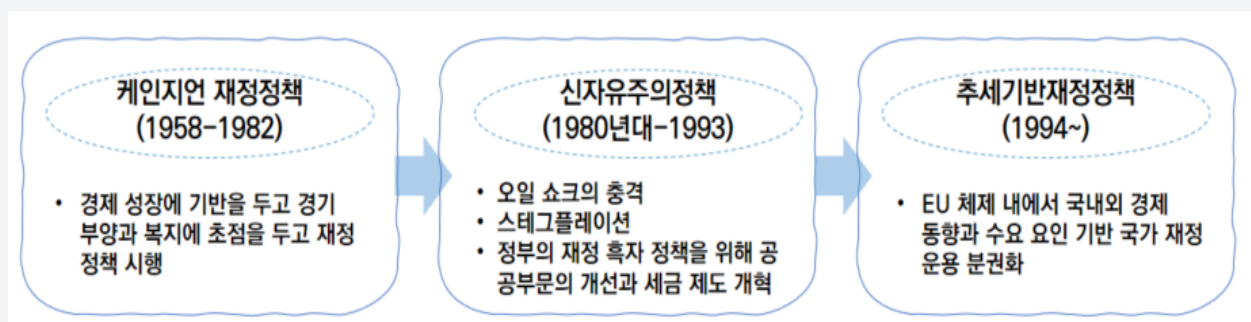 케인지언 재정정책
(1958-1982)
• 경제 성장에 기반을 두고 경기
부양과 복지에 초점을 두고 재정
정책 시행
신자유주의정책
(1980년대-1993)
• 오일 쇼크의 충격
• 스테그플레이션
• 정부의 재정 흑자 정책을 위해 공
공부문의 개선과 세금 제도 개혁
추세기반재정정책
(1994~)
• EU 체제 내에서 국내외 경제
동향과 수요 요인 기반 국가 재정
운용 분권화